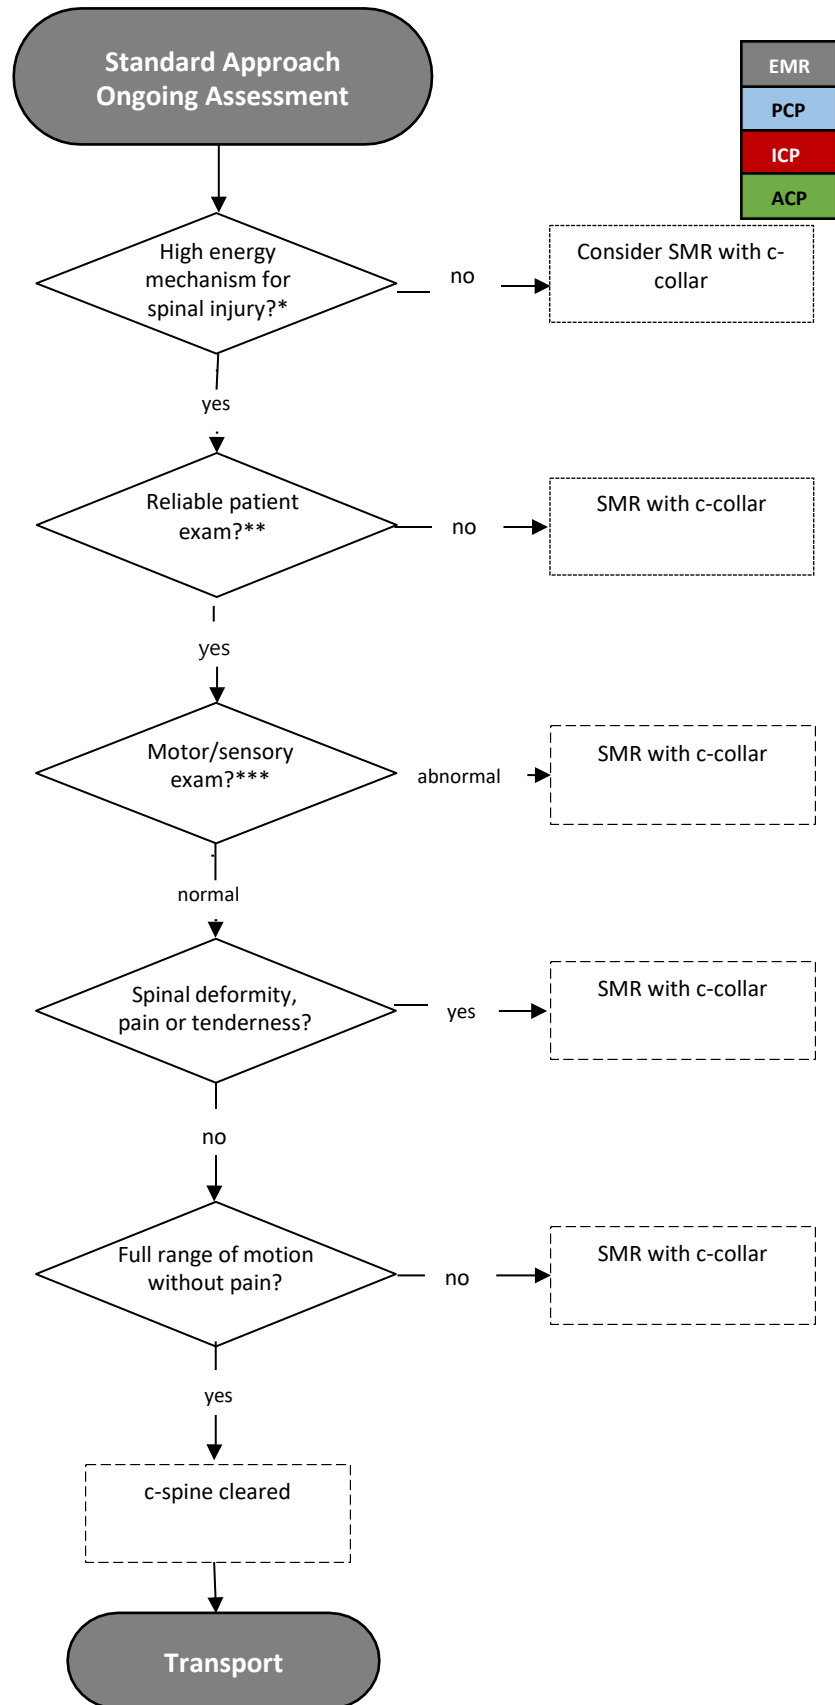 Standard Approach
Ongoing Assessment
EMR
PCP
ICP
ACP
High energy
mechanism for
spinal injury?*
no
Consider SMR with c-
collar
yes
Reliable patient
exam?**
no
SMR with c-collar
yes
Motor/sensory
exam?***
abnormal
SMR with c-collar
normal
Spinal deformity,
pain or tenderness?
yes
SMR with c-collar
no
Full range of motion
without pain?
no
SMR with c-collar
yes
c-spine cleared
Transport